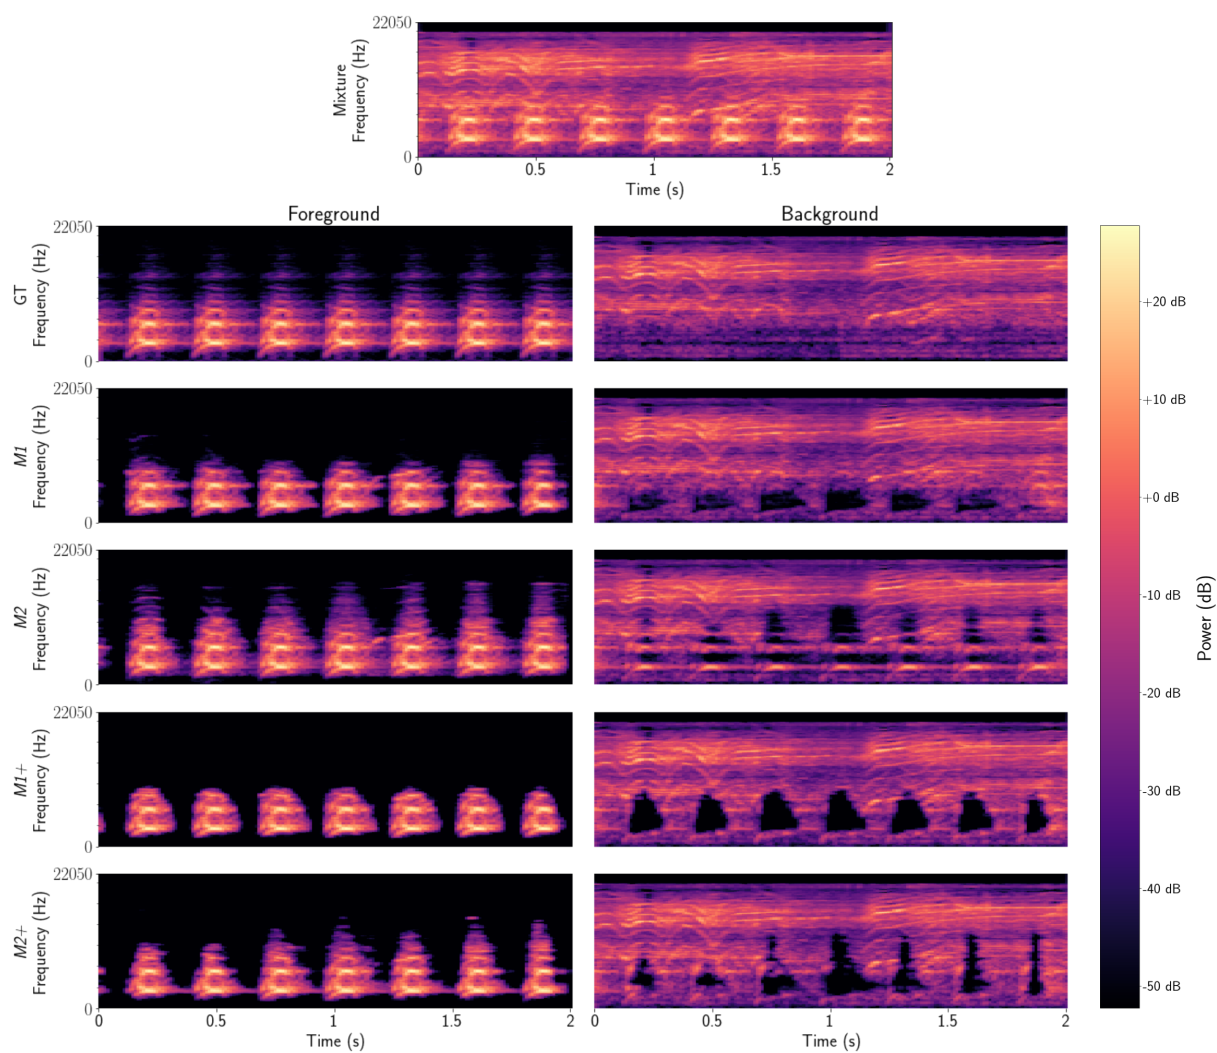 Mixture
Frequency (Hz)
22050
0
0 0.5 1 1.5 2
Time (s)
Foreground Background
GT
Frequency (Hz)
22050
0
M1
Frequency (Hz)
22050
0
M2
Frequency (Hz)
22050
0
M1+
Frequency (Hz)
22050
0
M2+
Frequency (Hz)
22050
0
0 0.5 1 1.5 2 0 0.5 1 1.5 2
Time (s) Time (s)
+20 dB
+10 dB
+0 dB
-10 dB
-20 dB
-30 dB
-40 dB
-50 dB
Power (dB)